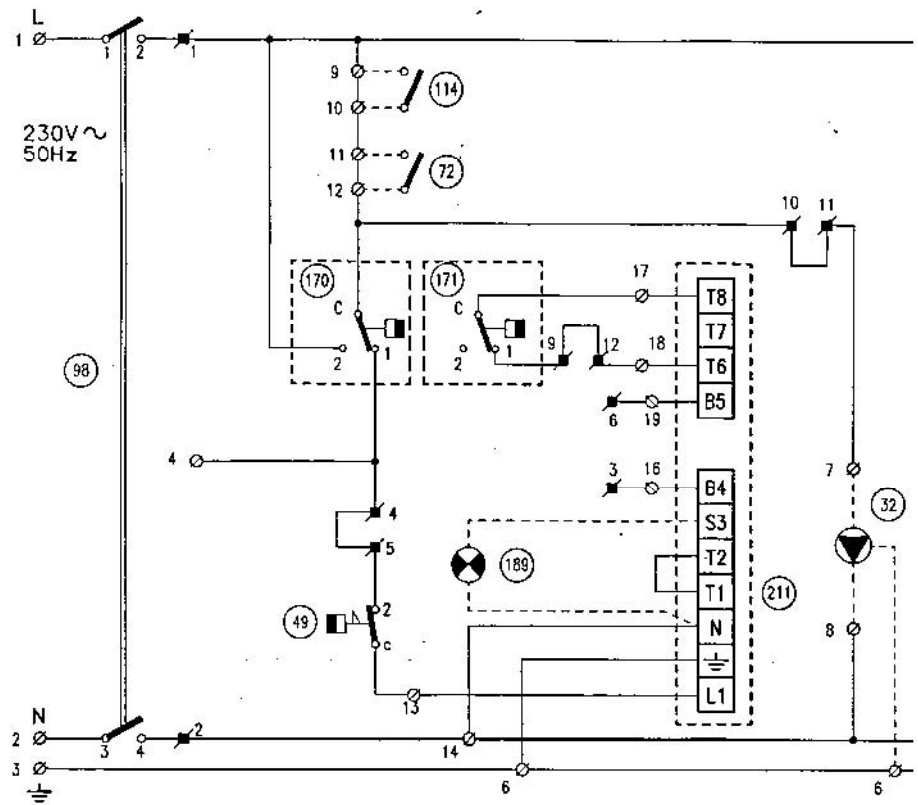 L
1 1 2 1
9 114
10
230V~
50Hz
11 72
12
10 11
170 171 17
C C T8
T7
2 1 2 1 9 12 18 T6
98
6 19 B5
4
3 16 B4
7
4 S3 32
5 189 T2
T1 211
49 2 N 8
c
13 L1
N
2 3 4 2 14
3 6 6